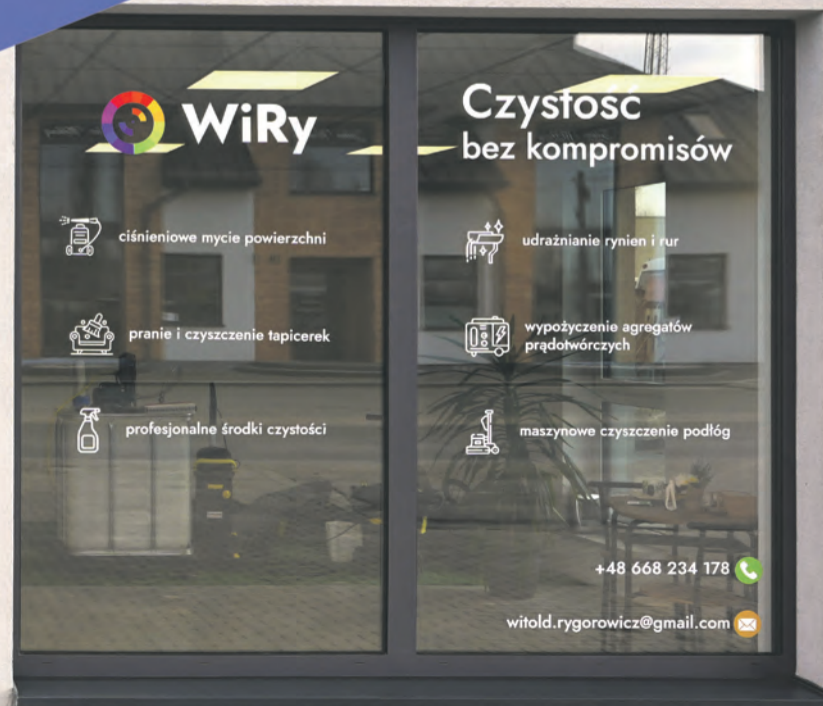 WiRy
ciśnieniowe mycie powierzchni
pranie i czyszczenie tapicerek
profesjonalne środki czystości
Czystość
bez kompromisów
udrażnianie rynien i rur
wypożyczenie agregatów
prądotwórczych
maszynowe czyszczenie podłóg
+48 668 234 178
witold.rygorowicz@gmail.com